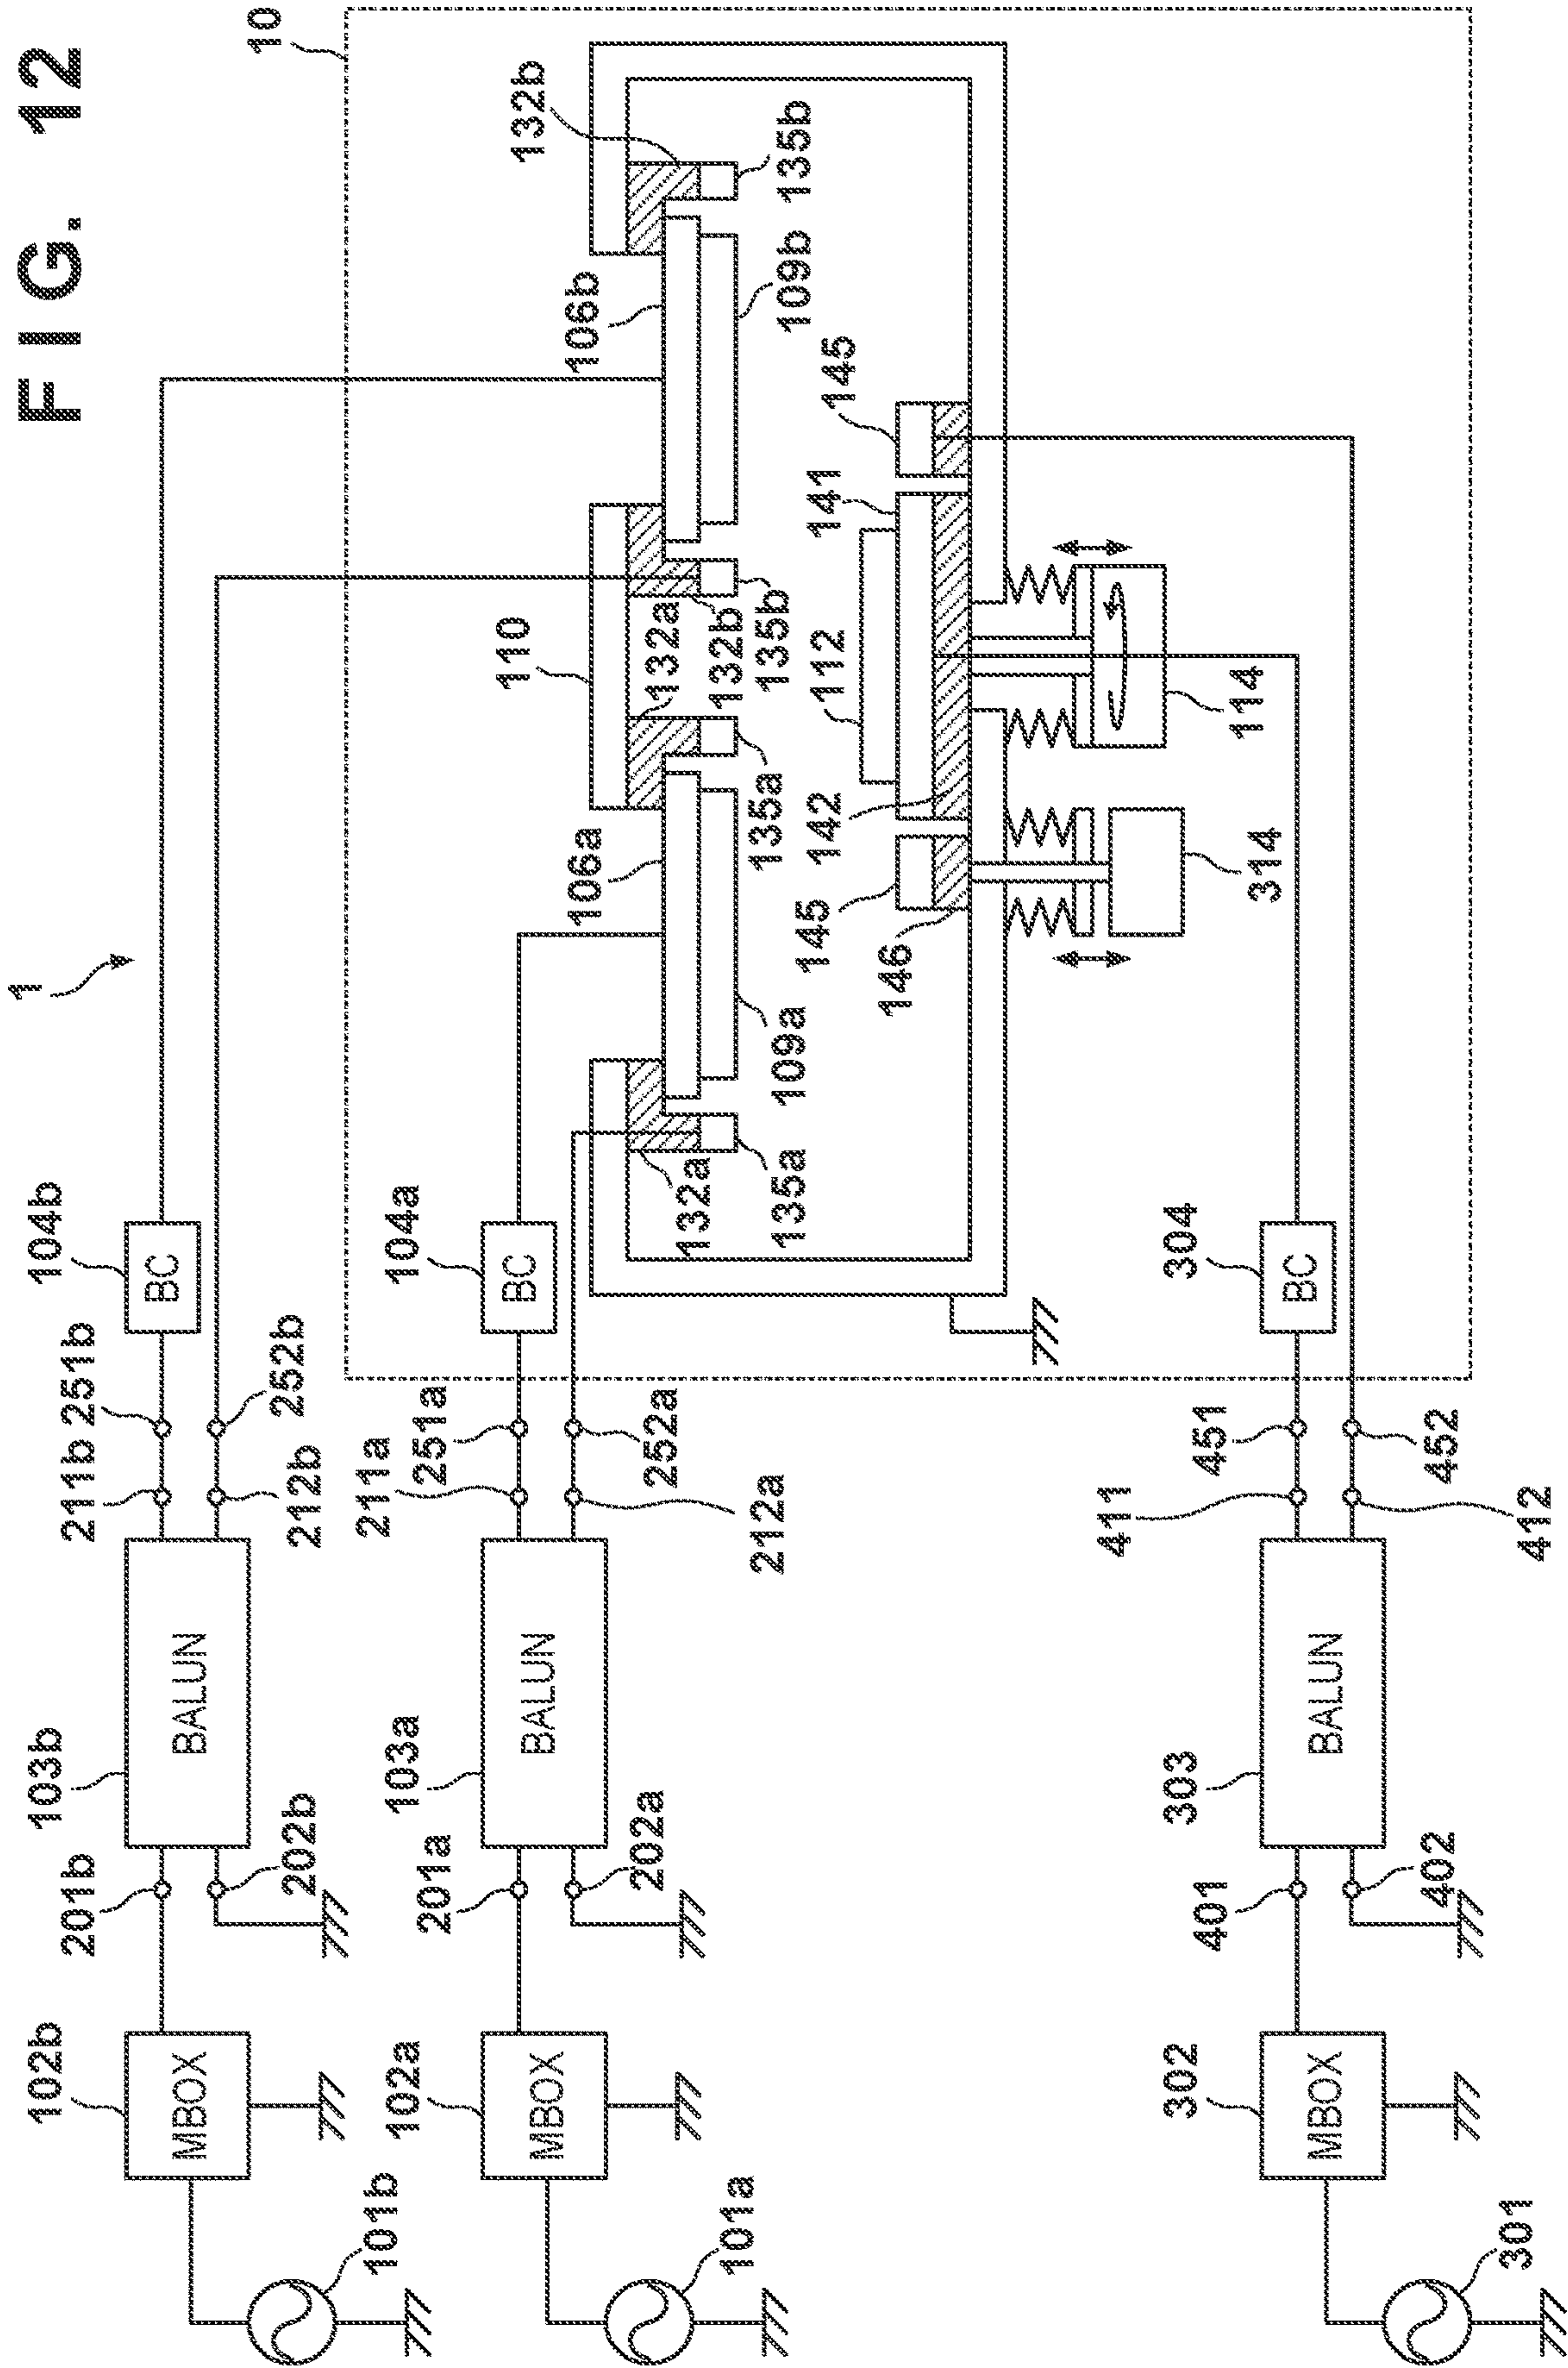 FIG. 12
1
10
104b
BC
251b
211b
252b
212b
103b
BALUN
201b
202b
102b
MBOX
101b
104a
BC
251a
211a
252a
212a
103a
BALUN
201a
202a
102a
MBOX
101a
132b
135b
106b
109b
110
132a
132b
135b
106a
135a
109a
132a
135a
145
141
112
142
145
146
114
314
304
BC
451
411
452
412
303
BALUN
401
402
302
MBOX
301